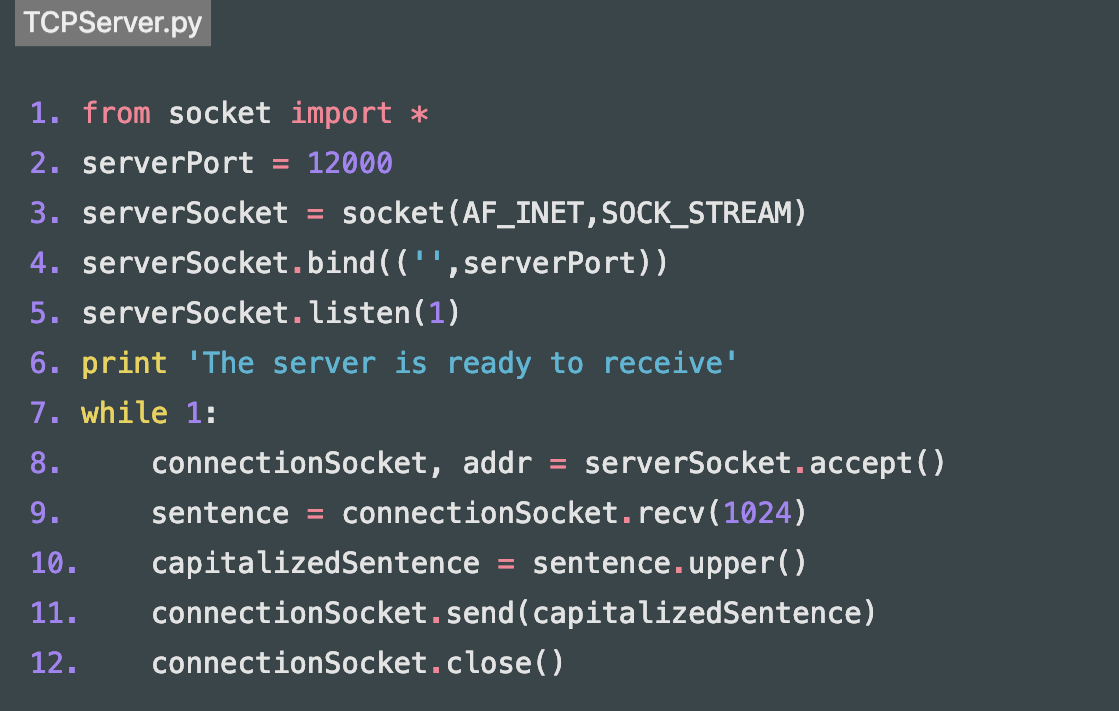 TCPServer.py
1. from socket import *
2. serverPort = 12000
3. serverSocket = socket(AF_INET,SOCK_STREAM)
4. serverSocket.bind(('',serverPort))
5. serverSocket.listen(1)
6. print 'The server is ready to receive'
7. while 1:
8.     connectionSocket, addr = serverSocket.accept()
9.     sentence = connectionSocket.recv(1024)
10.    capitalizedSentence = sentence.upper()
11.    connectionSocket.send(capitalizedSentence)
12.    connectionSocket.close()